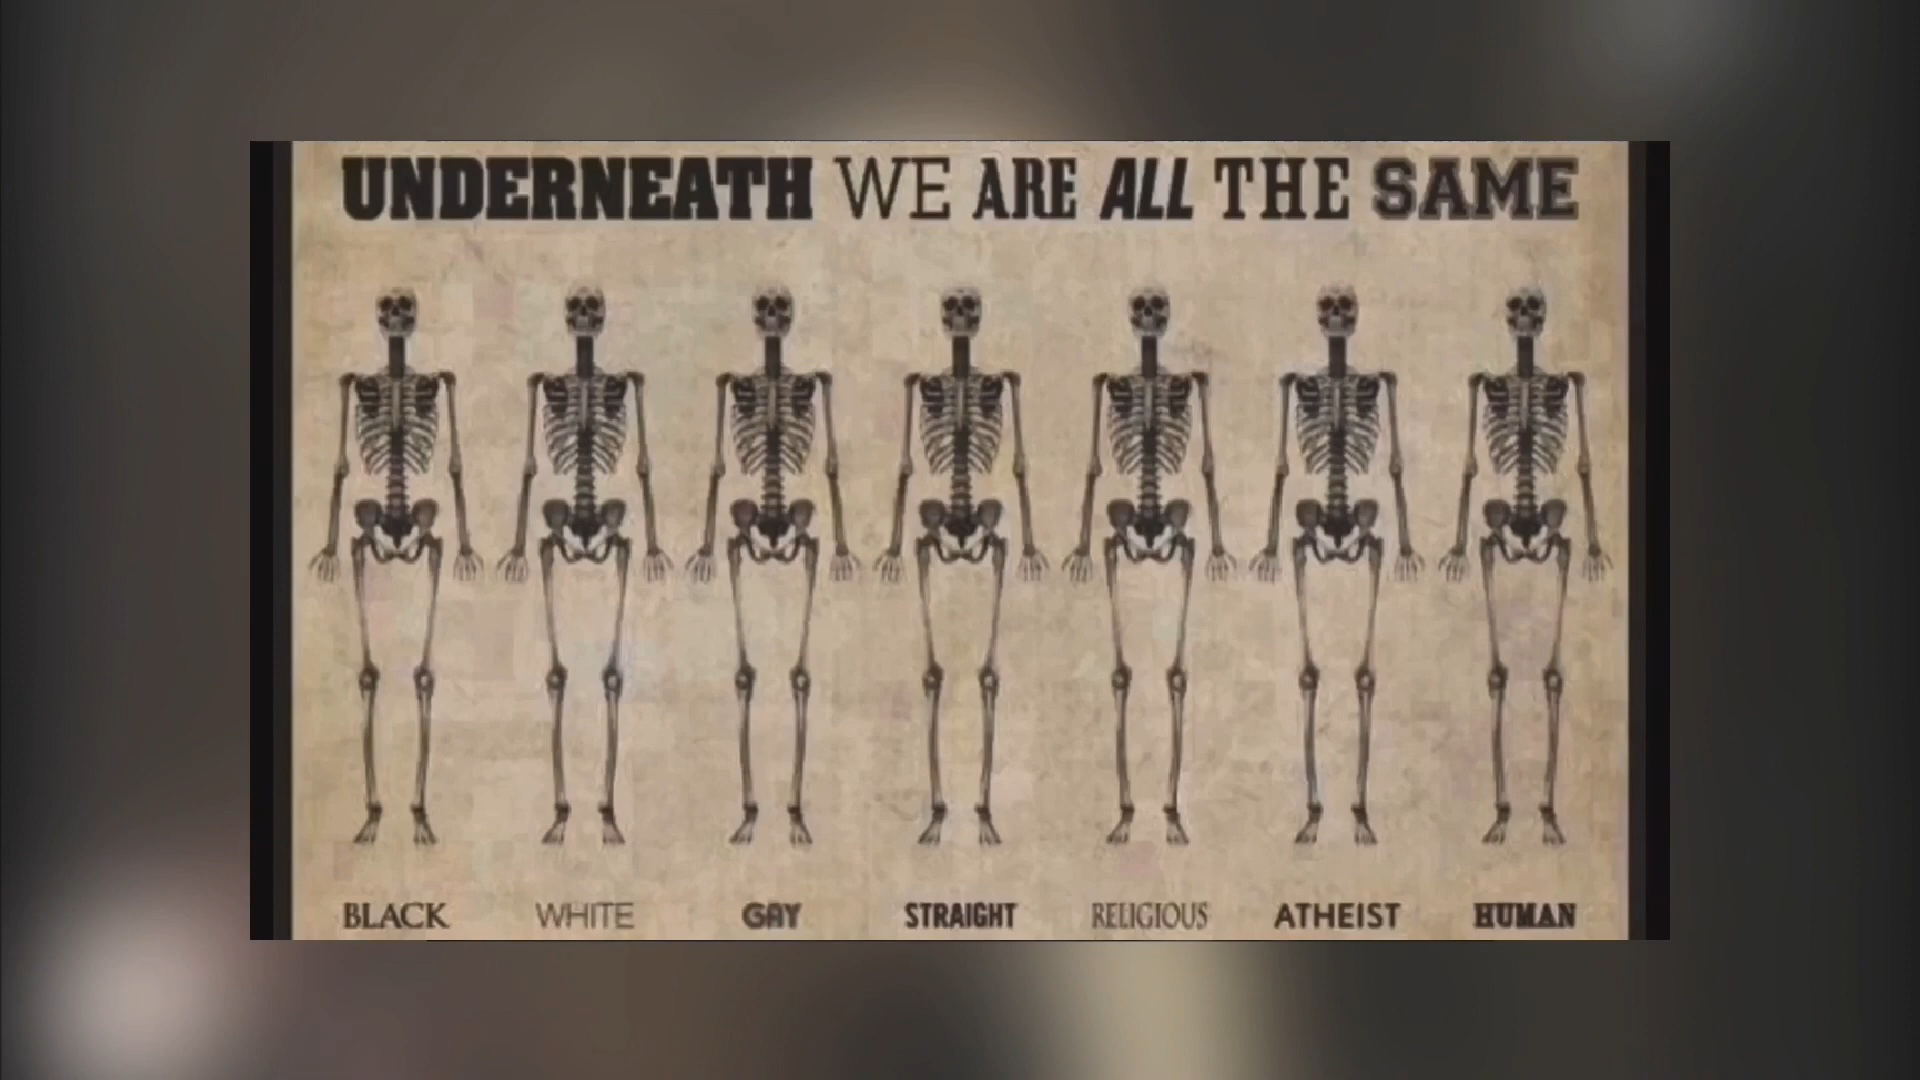 UNDERNEATH WE ARE ALL THE SAME
BLACK WHITE GAY STRAIGHT RELIGIOUS ATHEIST HUMAN